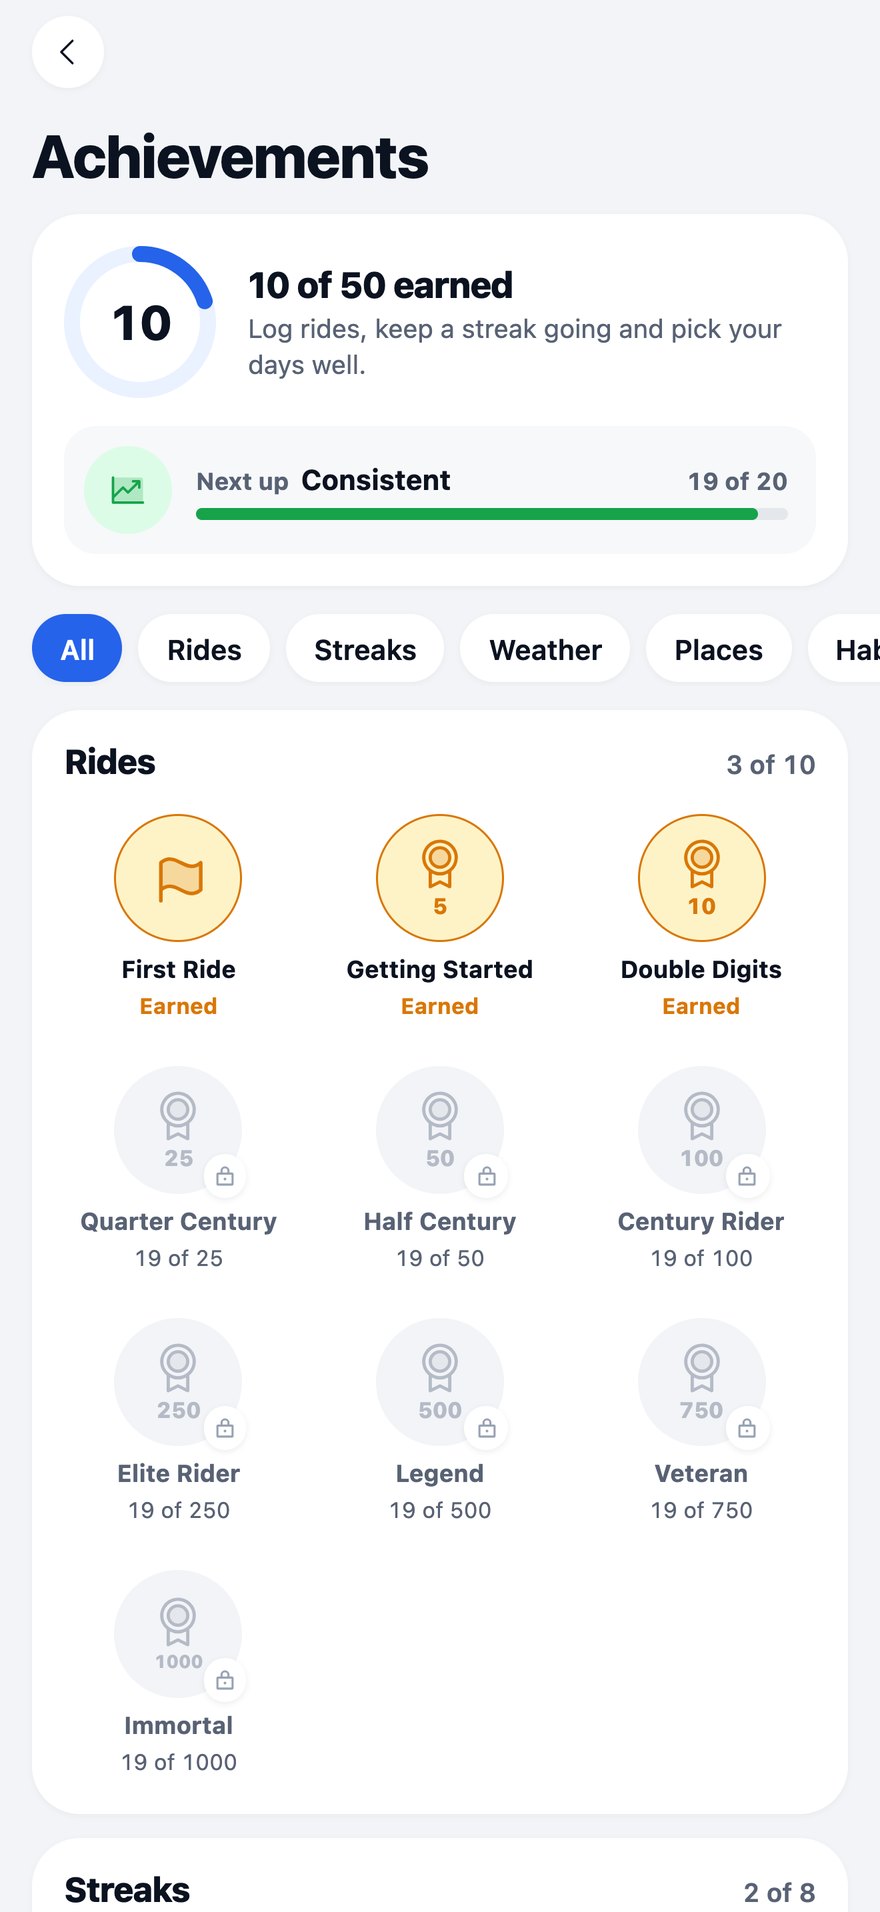 Achievements
10
10 of 50 earned
Log rides, keep a streak going and pick your
days well.
Next up Consistent 19 of 20
All Rides Streaks Weather Places Hab
Rides 3 of 10
5 10
First Ride Getting Started Double Digits
Earned Earned Earned
25 50 100
Quarter Century Half Century Century Rider
19 of 25 19 of 50 19 of 100
250 500 750
Elite Rider Legend Veteran
19 of 250 19 of 500 19 of 750
1000
Immortal
19 of 1000
Streaks 2 of 8